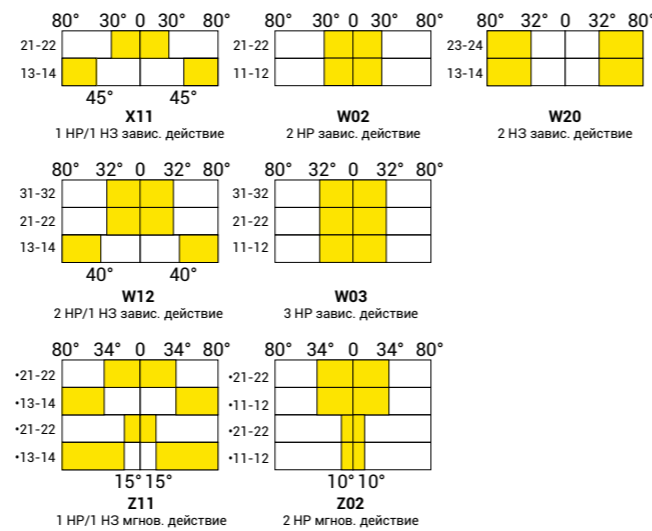 80° 30° 0 30° 80°
21-22
13-14
45° 45°
X11
1 НР/1 НЗ завис. действие
80° 30° 0 30° 80°
21-22
11-12
W02
2 НР завис. действие
80° 32° 0 32° 80°
23-24
13-14
W20
2 НЗ завис. действие
80° 32° 0 32° 80°
31-32
21-22
13-14
40° 40°
W12
2 НР/1 НЗ завис. действие
80° 32° 0 32° 80°
31-32
21-22
11-12
W03
3 НР завис. действие
80° 34° 0 34° 80°
•21-22
•13-14
•21-22
•13-14
15° 15°
Z11
1 НР/1 НЗ мгнов. действие
80° 34° 0 34° 80°
•21-22
•11-12
•21-22
•11-12
10° 10°
Z02
2 НР мгнов. действие